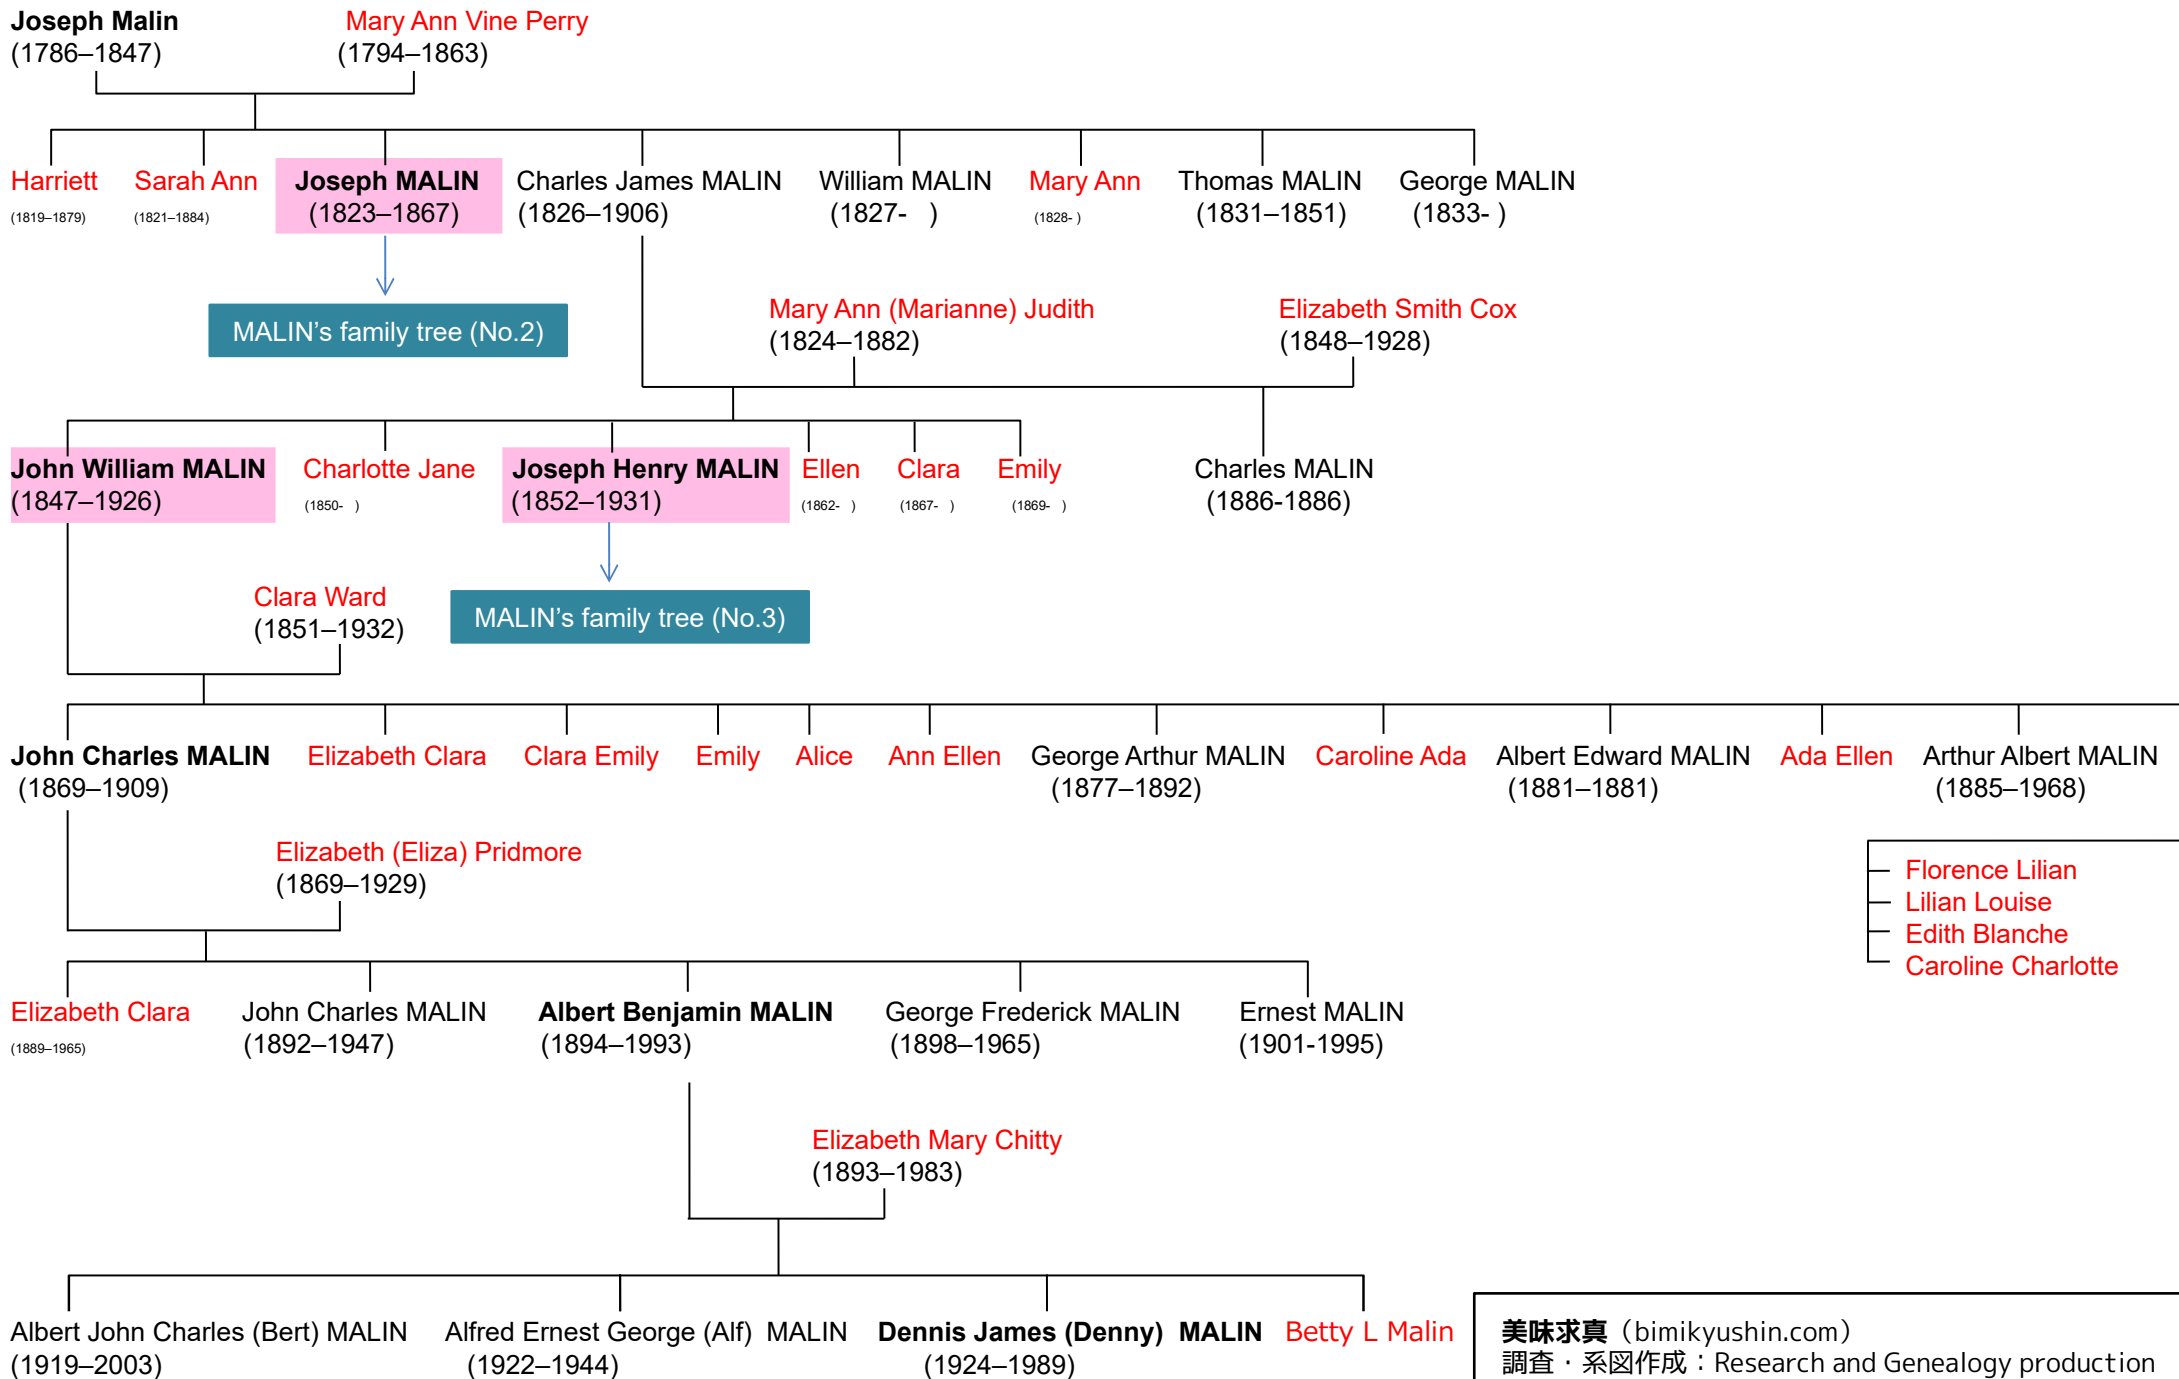 Joseph Malin
Mary Ann Vine Perry
(1786–1847)
(1794–1863)
Harriett
Sarah Ann
Joseph MALIN
Charles James MALIN
William MALIN
Mary Ann
Thomas MALIN
George MALIN
(1819–1879)
(1821–1884)
(1823–1867)
(1826–1906)
(1827- )
(1828- )
(1831–1851)
(1833- )
Mary Ann (Marianne) Judith
(1824–1882)
Elizabeth Smith Cox
(1848–1928)
MALIN’s family tree (No.2)
John William MALIN
(1847–1926)
Charlotte Jane
(1850- )
Joseph Henry MALIN
(1852–1931)
Ellen
(1862- )
Clara
(1867- )
Emily
(1869- )
Charles MALIN
(1886-1886)
Clara Ward
(1851–1932)
MALIN’s family tree (No.3)
John Charles MALIN
(1869–1909)
Elizabeth Clara
Clara Emily
Emily
Alice
Ann Ellen
George Arthur MALIN
(1877–1892)
Caroline Ada
Albert Edward MALIN
(1881–1881)
Ada Ellen
Arthur Albert MALIN
(1885–1968)
Elizabeth (Eliza) Pridmore
(1869–1929)
Florence Lilian
Lilian Louise
Edith Blanche
Caroline Charlotte
Elizabeth Clara
(1889–1965)
John Charles MALIN
(1892–1947)
Albert Benjamin MALIN
(1894–1993)
George Frederick MALIN
(1898–1965)
Ernest MALIN
(1901-1995)
Elizabeth Mary Chitty
(1893–1983)
Albert John Charles (Bert) MALIN
(1919–2003)
Alfred Ernest George (Alf) MALIN
(1922–1944)
Dennis James (Denny) MALIN
(1924–1989)
Betty L Malin
美味求真（bimikyushin.com）
調査・系図作成：Research and Genealogy production